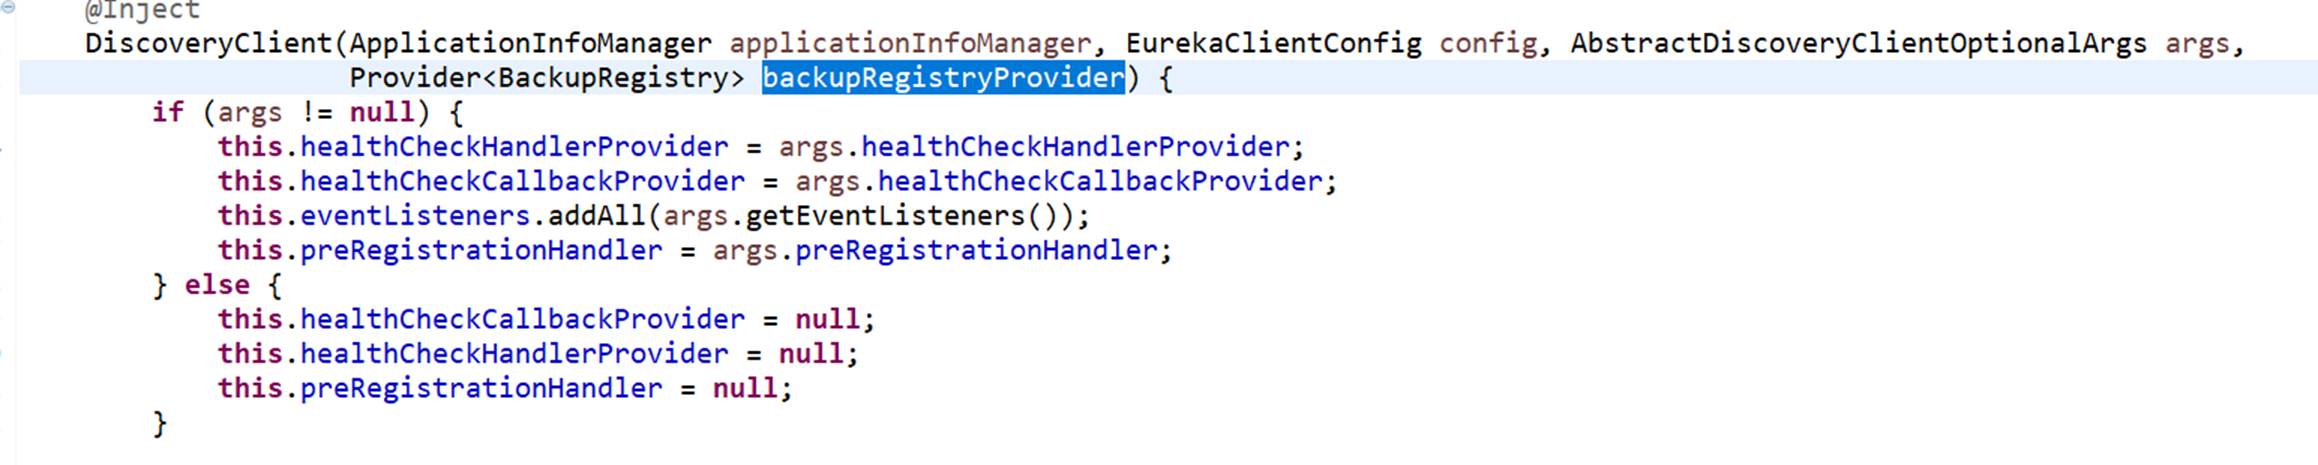 @Inject
DiscoveryClient(ApplicationInfoManager applicationInfoManager, EurekaClientConfig config, AbstractDiscoveryClientOptionalArgs args,
Provider<BackupRegistry> backupRegistryProvider) {
if (args != null) {
this.healthCheckHandlerProvider = args.healthCheckHandlerProvider;
this.healthCheckCallbackProvider = args.healthCheckCallbackProvider;
this.eventListeners.addAll(args.getEventListeners());
this.preRegistrationHandler = args.preRegistrationHandler;
} else {
this.healthCheckCallbackProvider = null;
this.healthCheckHandlerProvider = null;
this.preRegistrationHandler = null;
}